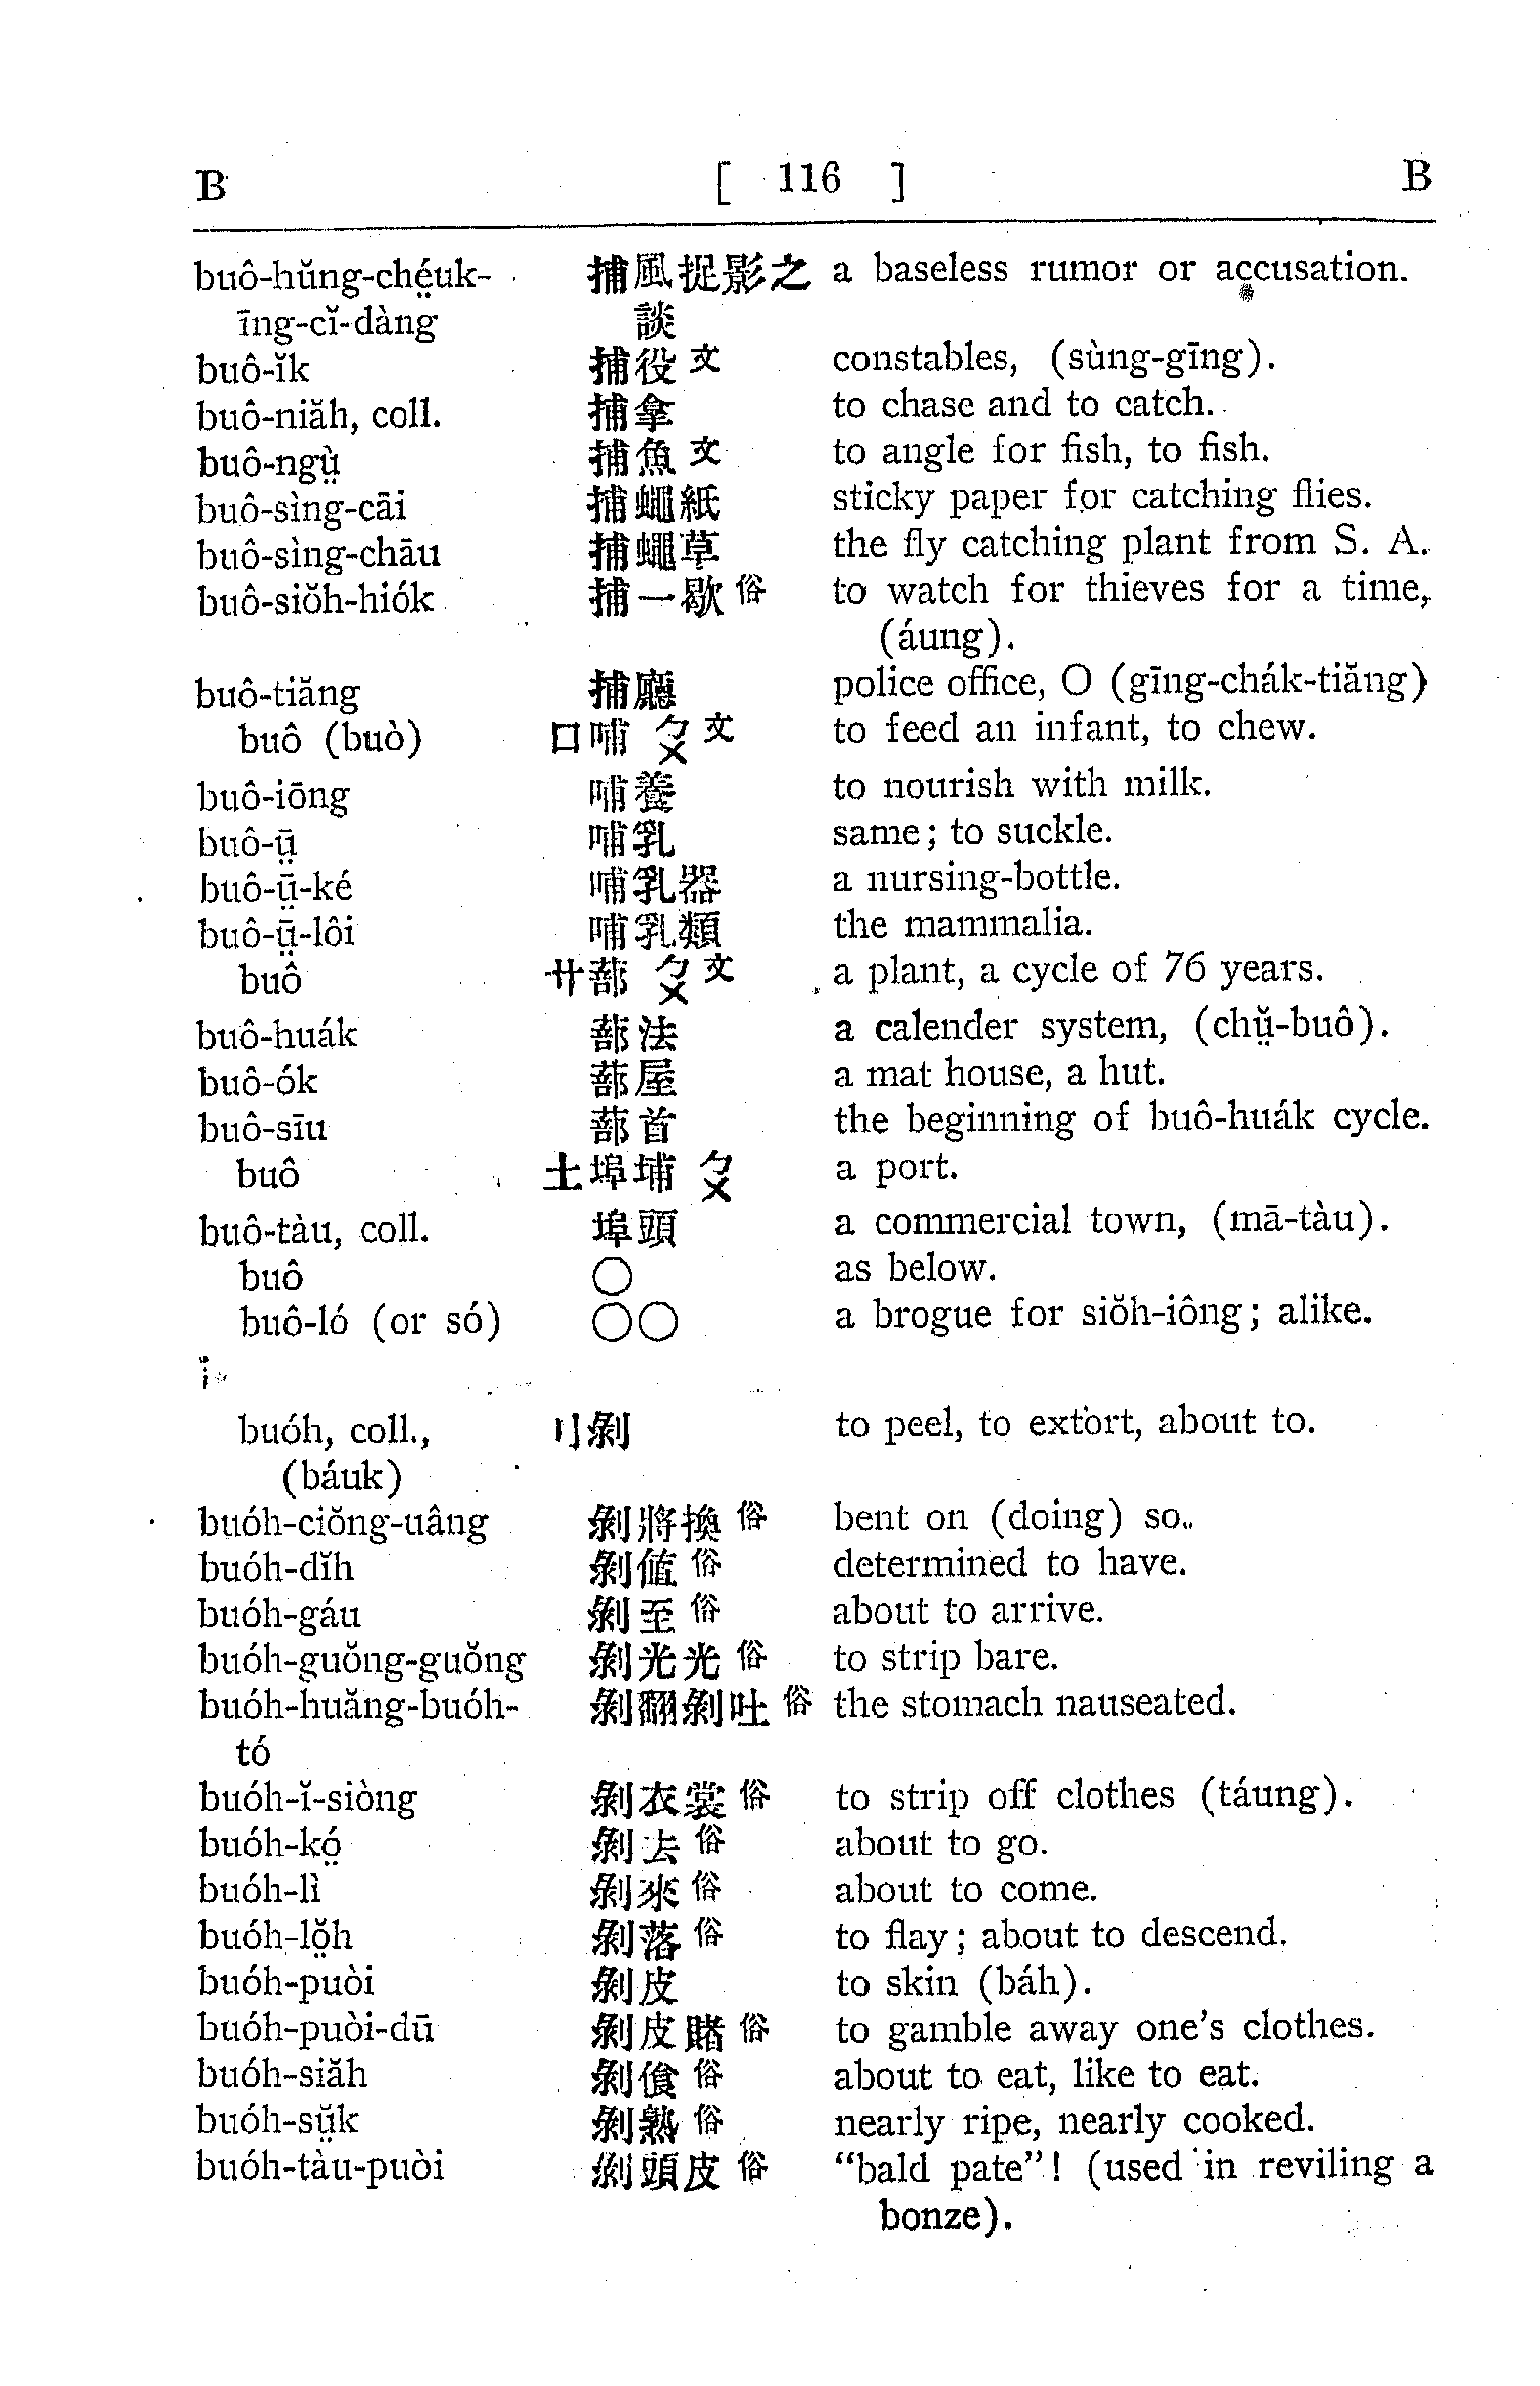 B [ 116 ] B
buô-hŭng-ché̤uk- 捕風捉影之 a baseless rumor or accusation.
īng-cĭ-dàng 談
buô-ĭk 捕役文 constables, (sùng-gīng).
buô-niăh, coll. 捕拿 to chase and to catch.
buô-ngṳ̀ 捕魚文 to angle for fish, to fish.
buô-sìng-cāi 捕蠅紙 sticky paper for catching flies.
buô-sìng-chāu 捕蠅草 the fly catching plant from S. A.
buô-siŏh-hiók 捕一歇俗 to watch for thieves for a time,
(áung).
buô-tiăng 捕廳 police office, O (gīng-chák-tiăng)
buô (buò) 口哺 ㄅㄨ文 to feed an infant, to chew.
buô-iōng 哺養 to nourish with milk.
buô-ṳ̄ 哺乳 same; to suckle.
buô-ṳ̄-ké 哺乳器 a nursing-bottle.
buô-ṳ̄-lôi 哺乳類 the mammalia.
buô 艹蔀 ㄅㄨ文 a plant, a cycle of 76 years.
buô-huák 蔀法 a calender system, (chṳ̆-buô).
buô-ók 蔀屋 a mat house, a hut.
buô-sīu 蔀首 the beginning of buô-huák cycle.
buô 土埠埔 ㄅㄨ a port.
buô-tàu, coll. 埠頭 a commercial town, (mā-tàu).
buô ○ as below.
buô-ló (or só) ○○ a brogue for siŏh-iông; alike.
buóh, coll., 刂剝 to peel, to extort, about to.
(báuk)
buóh-ciŏng-uâng 剝將換俗 bent on (doing) so..
buóh-dĭh 剝值俗 determined to have.
buóh-gáu 剝至俗 about to arrive.
buóh-guŏng-guŏng 剝光光俗 to strip bare.
buóh-huăng-buóh- 剝翻剝吐俗 the stomach nauseated.
tó
buóh-ĭ-siòng 剝衣裳俗 to strip off clothes (táung).
buóh-kó̤ 剝去俗 about to go.
buóh-lì 剝來俗 about to come.
buóh-lŏ̤h 剝落俗 to flay; about to descend.
buóh-puòi 剝皮 to skin (báh).
buóh-puòi-dū 剝皮賭俗 to gamble away one's clothes.
buóh-siăh 剝食俗 about to eat, like to eat.
buóh-sṳ̆k 剝熟俗 nearly ripe, nearly cooked.
buóh-tàu-puòi 剝頭皮俗 "bald pate"! (used in reviling a
bonze).